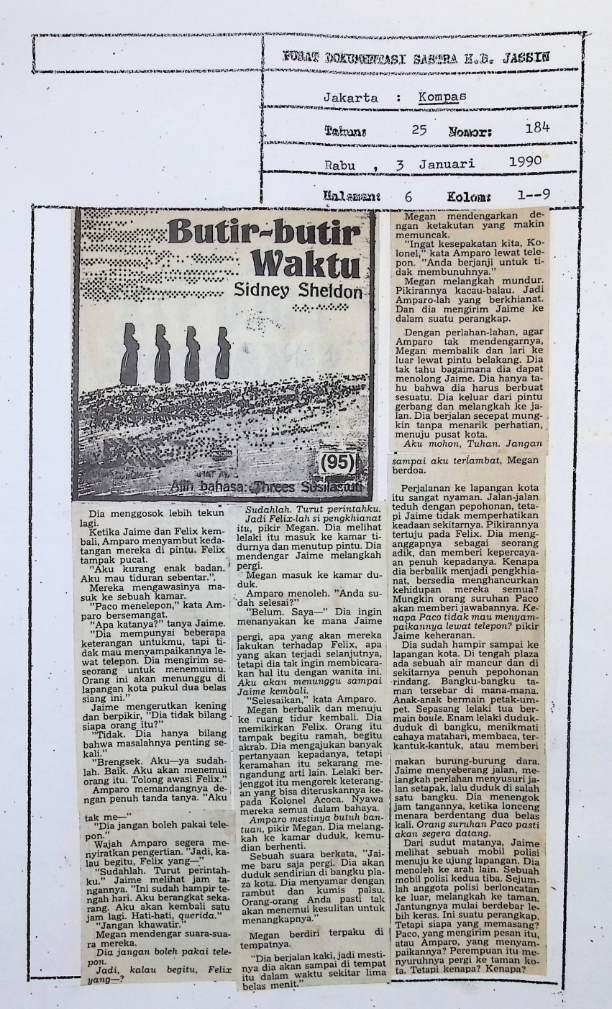 PUSAT DOKUMENTASI SASTRA H.B. JASSIN
Jakarta : Kompas
Tahun: 25 Nomor: 184
Rabu , 3 Januari 1990
Halaman: 6 Kolom: 1--9
Butir-butir
Waktu
Sidney Sheldon
(95)
Alih bahasa: Threes Susilastuti
Dia menggosok lebih tekun
lagi.
Ketika Jaime dan Felix kem-
bali, Amparo menyambut keda-
tangan mereka di pintu. Felix
tampak pucat.
"Aku kurang enak badan.
Aku mau tiduran sebentar.".
Mereka mengawasinya ma-
suk ke sebuah kamar.
"Paco menelepon," kata Am-
paro bersemangat.
"Apa katanya?" tanya Jaime.
"Dia mempunyai beberapa
keterangan untukmu, tapi ti-
dak mau menyampaikannya le-
wat telepon. Dia mengirim se-
seorang untuk menemuimu.
Orang ini akan menunggu di
lapangan kota pukul dua belas
siang ini."
Jaime mengerutkan kening
dan berpikir, "Dia tidak bilang
siapa orang itu?"
"Tidak. Dia hanya bilang
bahwa masalahnya penting se-
kali."
"Brengsek. Aku—ya sudah-
lah. Baik. Aku akan menemui
orang itu. Tolong awasi Felix."
Amparo memandangnya de-
ngan penuh tanda tanya. "Aku
tak me—"
"Dia jangan boleh pakai tele-
pon."
Wajah Amparo segera me-
nyiratkan pengertian. "Jadi, ka-
lau begitu, Felix yang—"
"Sudahlah. Turut perintah-
ku." Jaime melihat jam ta-
ngannya. "Ini sudah hampir te-
ngah hari. Aku berangkat seka-
rang. Aku akan kembali satu
jam lagi. Hati-hati, querida."
"Jangan khawatir."
Megan mendengar suara-sua-
ra mereka.
Dia jangan boleh pakai tele-
pon.
Jadi, kalau begitu, Felix
yang—?
Sudahlah. Turut perintahku.
Jadi Felix-lah si pengkhianat
itu, pikir Megan. Dia melihat
lelaki itu masuk ke kamar ti-
durnya dan menutup pintu. Dia
mendengar Jaime melangkah
pergi.
Megan masuk ke kamar du-
duk.
Amparo menoleh. "Anda su-
dah selesai?"
"Belum. Saya—" Dia ingin
menanyakan ke mana Jaime
pergi, apa yang akan mereka
lakukan terhadap Felix, apa
yang akan terjadi selanjutnya,
tetapi dia tak ingin membicara-
kan hal itu dengan wanita ini.
Aku akan menunggu sampai
Jaime kembali.
"Selesaikan," kata Amparo.
Megan berbalik dan menuju
ke ruang tidur kembali. Dia
memikirkan Felix. Orang itu
tampak begitu ramah, begitu
akrab. Dia mengajukan banyak
pertanyaan kepadanya, tetapi
keramahan itu sekarang me-
ngandung arti lain. Lelaki ber-
jenggot itu mengorek keterang-
an yang bisa diteruskannya ke-
pada Kolonel Acoca. Nyawa
mereka semua dalam bahaya.
Amparo mestinya butuh ban-
tuan, pikir Megan. Dia melang-
kah ke kamar duduk, kemu-
dian berhenti.
Sebuah suara berkata, "Jai-
me baru saja pergi. Dia akan
duduk sendirian di bangku pla-
za kota. Dia menyamar dengan
rambut dan kumis palsu.
Orang-orang Anda pasti tak
akan menemui kesulitan untuk
menangkapnya."
Megan berdiri terpaku di
tempatnya.
"Dia berjalan kaki, jadi mesti-
nya dia akan sampai di tempat
itu dalam waktu sekitar lima
belas menit."
Megan mendengarkan de-
ngan ketakutan yang makin
memuncak.
"Ingat kesepakatan kita, Ko-
lonel," kata Amparo lewat tele-
pon. "Anda berjanji untuk ti-
dak membunuhnya."
Megan melangkah mundur.
Pikirannya kacau-balau. Jadi
Amparo-lah yang berkhianat.
Dan dia mengirim Jaime ke
dalam suatu perangkap.
Dengan perlahan-lahan, agar
Amparo tak mendengarnya,
Megan membalik dan lari ke
luar lewat pintu belakang. Dia
tak tahu bagaimana dia dapat
menolong Jaime. Dia hanya ta-
hu bahwa dia harus berbuat
sesuatu. Dia keluar dari pintu
gerbang dan melangkah ke ja-
lan. Dia berjalan secepat mung-
kin tanpa menarik perhatian,
menuju pusat kota.
Aku mohon, Tuhan. Jangan
sampai aku terlambat, Megan
berdoa.
Perjalanan ke lapangan kota
itu sangat nyaman. Jalan-jalan
teduh dengan pepohonan, teta-
pi Jaime tidak memperhatikan
keadaan sekitarnya. Pikirannya
tertuju pada Felix. Dia meng-
anggapnya sebagai seorang
adik, dan memberi kepercaya-
an penuh kepadanya. Kenapa
dia berbalik menjadi pengkhia-
nat, bersedia menghancurkan
kehidupan mereka semua?
Mungkin orang suruhan Paco
akan memberi jawabannya. Ke-
napa Paco tidak mau menyam-
paikannya lewat telepon? pikir
Jaime keheranan.
Dia sudah hampir sampai ke
lapangan kota. Di tengah plaza
ada sebuah air mancur dan di
sekitarnya penuh pepohonan
rindang. Bangku-bangku ta-
man tersebar di mana-mana.
Anak-anak bermain petak-um-
pet. Sepasang lelaki tua ber-
main boule. Enam lelaki duduk-
duduk di bangku, menikmati
cahaya matahari, membaca, ter-
kantuk-kantuk, atau memberi
makan burung-burung dara.
Jaime menyeberang jalan, me-
langkah perlahan menyusuri ja-
lan setapak, lalu duduk di salah
satu bangku. Dia menengok
jam tangannya, ketika lonceng
menara berdentang dua belas
kali. Orang suruhan Paco pasti
akan segera datang.
Dari sudut matanya, Jaime
melihat sebuah mobil polisi
menuju ke ujung lapangan. Dia
menoleh ke arah lain. Sebuah
mobil polisi kedua tiba. Sejum-
lah anggota polisi berloncatan
ke luar, melangkah ke taman.
Jantungnya mulai berdebar le-
bih keras. Ini suatu perangkap.
Tetapi siapa yang memasang?
Paco, yang mengirim pesan itu,
atau Amparo, yang menyam-
paikannya? Perempuan itu me-
nyuruhnya pergi ke taman ko-
ta. Tetapi kenapa? Kenapa?